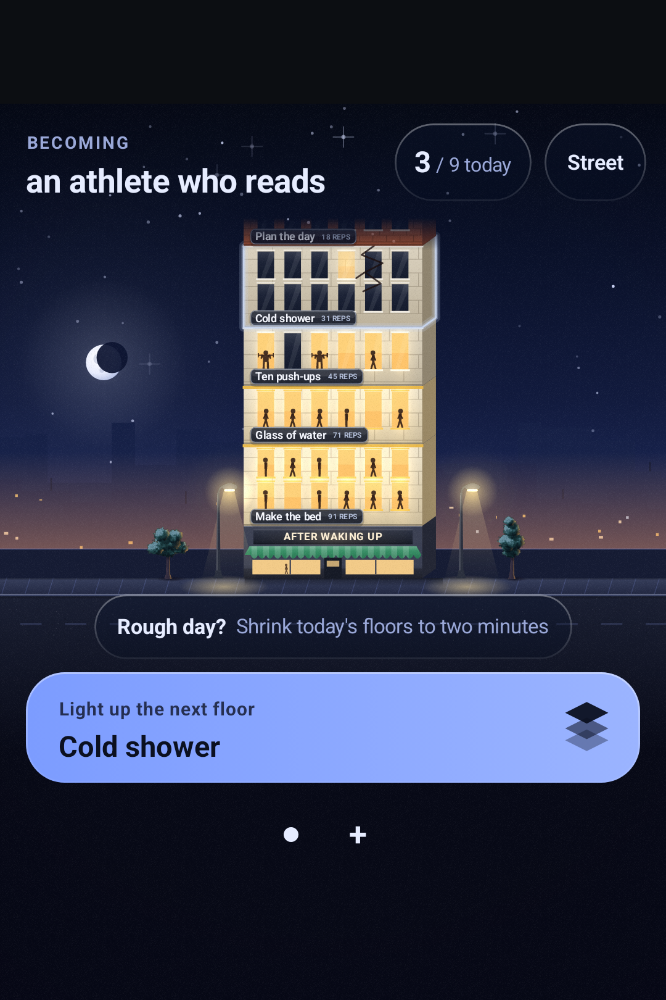 BECOMING
an athlete who reads
3 / 9 today
Street
Plan the day 18 REPS
Cold shower 31 REPS
Ten push-ups 45 REPS
Glass of water 71 REPS
Make the bed 91 REPS
AFTER WAKING UP
Rough day? Shrink today's floors to two minutes
Light up the next floor
Cold shower